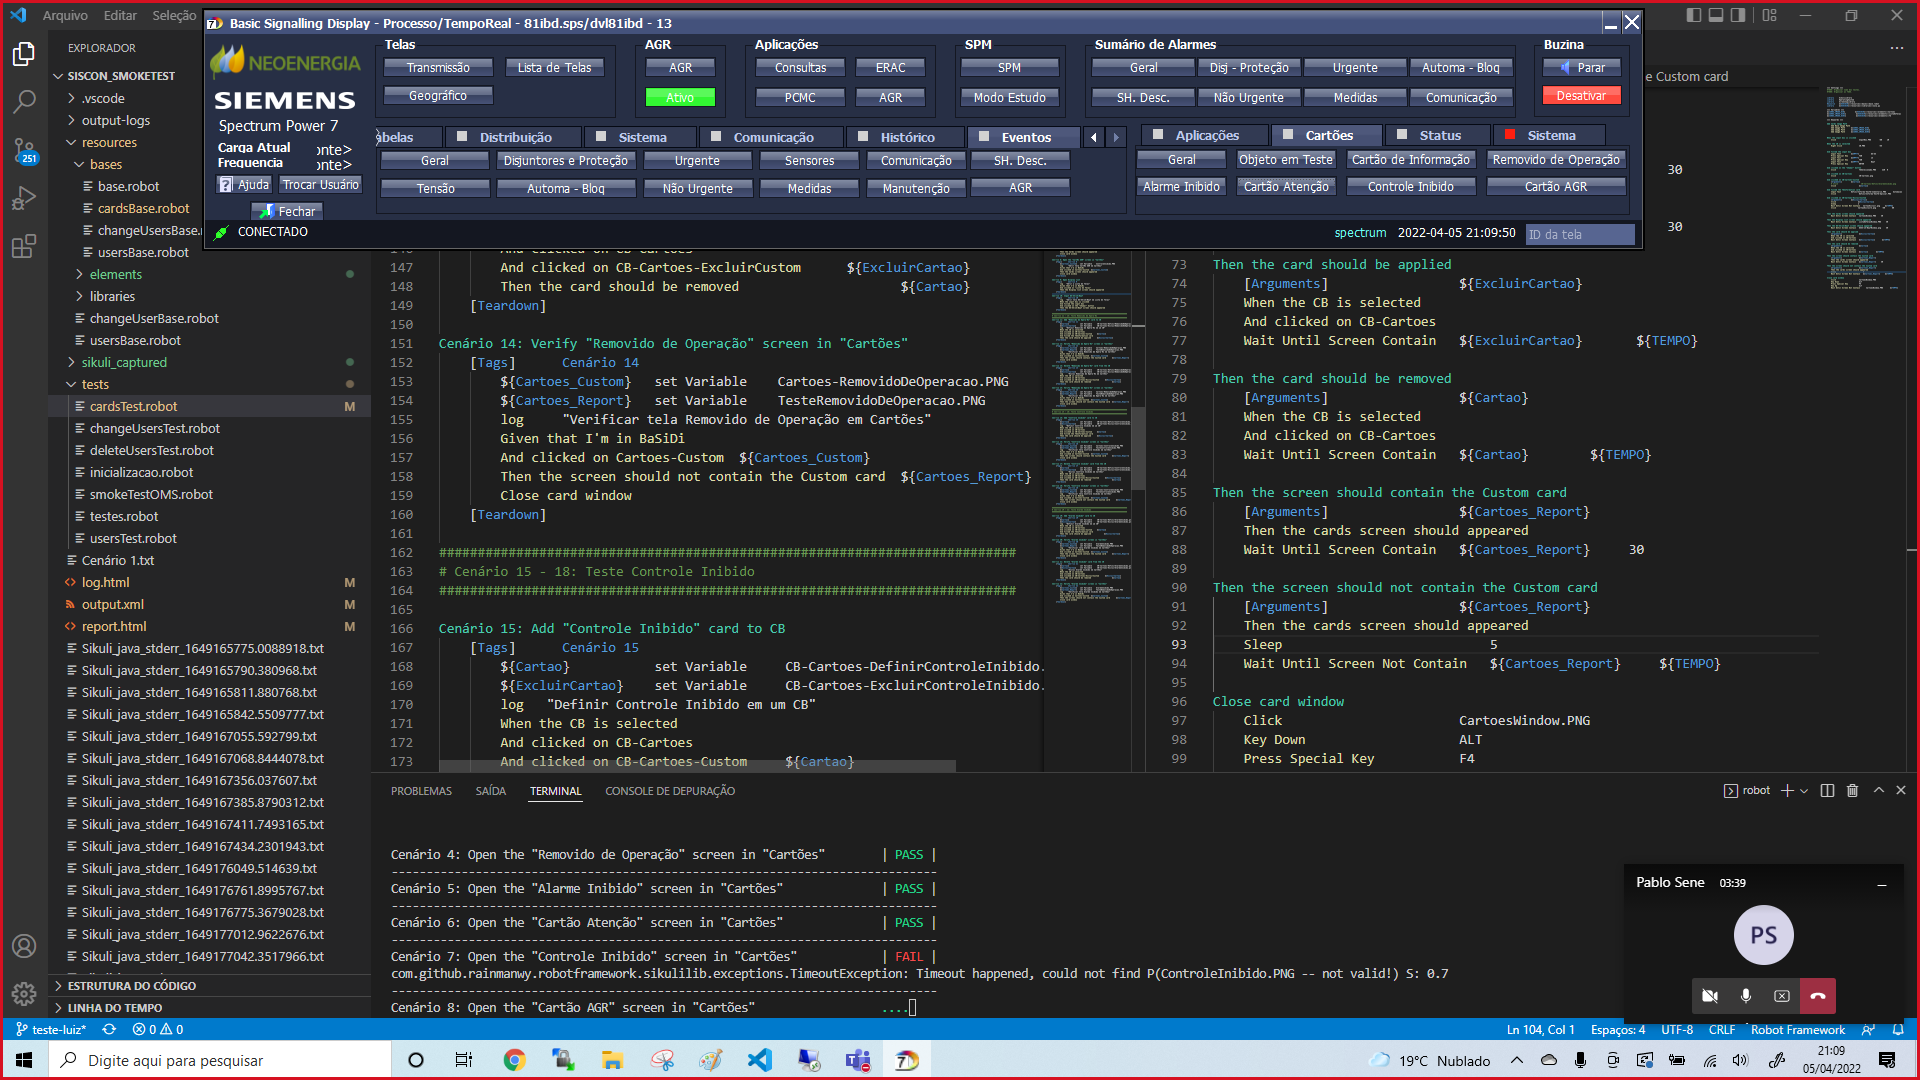 Arquivo Editar Seleção
Basic Signalling Display - Processo/TempoReal - 81ibd.sps/dvl81ibd - 13
NEOENERGIA
SIEMENS
Spectrum Power 7
Carga Atual onte>
Frequencia onte>
Ajuda Trocar Usuário
Fechar
CONECTADO
Telas
Transmissão Lista de Telas
Geográfico
AGR
AGR
Ativo
Aplicações
Consultas ERAC
PCMC AGR
SPM
SPM
Modo Estudo
Sumário de Alarmes
Geral Disj - Proteção Urgente Automa - Bloq
SH. Desc. Não Urgente Medidas Comunicação
Buzina
Parar
Desativar
abelas Distribuição Sistema Comunicação Histórico Eventos
Geral Disjuntores e Proteção Urgente Sensores Comunicação SH. Desc.
Tensão Automa - Bloq Não Urgente Medidas Manutenção AGR
Aplicações Cartões Status Sistema
Geral Objeto em Teste Cartão de Informação Removido de Operação
Alarme Inibido Cartão Atenção Controle Inibido Cartão AGR
spectrum 2022-04-05 21:09:50 ID da tela
EXPLORADOR
SISCON_SMOKETEST
.vscode
output-logs
resources
bases
base.robot
cardsBase.robot
changeUsersBase.
usersBase.robot
elements
libraries
changeUserBase.robot
usersBase.robot
sikuli_captured
tests
cardsTest.robot M
changeUsersTest.robot
deleteUsersTest.robot
inicializacao.robot
smokeTestOMS.robot
testes.robot
usersTest.robot
Cenário 1.txt
log.html M
output.xml M
report.html M
Sikuli_java_stderr_1649165775.0088918.txt
Sikuli_java_stderr_1649165790.380968.txt
Sikuli_java_stderr_1649165811.880768.txt
Sikuli_java_stderr_1649165842.5509777.txt
Sikuli_java_stderr_1649167055.592799.txt
Sikuli_java_stderr_1649167068.8444078.txt
Sikuli_java_stderr_1649167356.037607.txt
Sikuli_java_stderr_1649167385.8790312.txt
Sikuli_java_stderr_1649167411.7493165.txt
Sikuli_java_stderr_1649167434.2301943.txt
Sikuli_java_stderr_1649176049.514639.txt
Sikuli_java_stderr_1649176761.8995767.txt
Sikuli_java_stderr_1649176775.3679028.txt
Sikuli_java_stderr_1649177012.9622676.txt
Sikuli_java_stderr_1649177042.3517966.txt
ESTRUTURA DO CÓDIGO
LINHA DO TEMPO
251
146 And clicked on CB-Cartoes
147 And clicked on CB-Cartoes-ExcluirCustom ${ExcluirCartao}
148 Then the card should be removed ${Cartao}
149 [Teardown]
150
151 Cenário 14: Verify "Removido de Operação" screen in "Cartões"
152 [Tags] Cenário 14
153 ${Cartoes_Custom} set Variable Cartoes-RemovidoDeOperacao.PNG
154 ${Cartoes_Report} set Variable TesteRemovidoDeOperacao.PNG
155 log "Verificar tela Removido de Operação em Cartões"
156 Given that I'm in BaSiDi
157 And clicked on Cartoes-Custom ${Cartoes_Custom}
158 Then the screen should not contain the Custom card ${Cartoes_Report}
159 Close card window
160 [Teardown]
161
162 ###########################################################################
163 # Cenário 15 - 18: Teste Controle Inibido
164 ###########################################################################
165
166 Cenário 15: Add "Controle Inibido" card to CB
167 [Tags] Cenário 15
168 ${Cartao} set Variable CB-Cartoes-DefinirControleInibido.
169 ${ExcluirCartao} set Variable CB-Cartoes-ExcluirControleInibido.
170 log "Definir Controle Inibido em um CB"
171 When the CB is selected
172 And clicked on CB-Cartoes
173 And clicked on CB-Cartoes-Custom ${Cartao}
e Custom card
30
30
73 Then the card should be applied
74 [Arguments] ${ExcluirCartao}
75 When the CB is selected
76 And clicked on CB-Cartoes
77 Wait Until Screen Contain ${ExcluirCartao} ${TEMPO}
78
79 Then the card should be removed
80 [Arguments] ${Cartao}
81 When the CB is selected
82 And clicked on CB-Cartoes
83 Wait Until Screen Contain ${Cartao} ${TEMPO}
84
85 Then the screen should contain the Custom card
86 [Arguments] ${Cartoes_Report}
87 Then the cards screen should appeared
88 Wait Until Screen Contain ${Cartoes_Report} 30
89
90 Then the screen should not contain the Custom card
91 [Arguments] ${Cartoes_Report}
92 Then the cards screen should appeared
93 Sleep 5
94 Wait Until Screen Not Contain ${Cartoes_Report} ${TEMPO}
95
96 Close card window
97 Click CartoesWindow.PNG
98 Key Down ALT
99 Press Special Key F4
PROBLEMAS SAÍDA TERMINAL CONSOLE DE DEPURAÇÃO
robot
Cenário 4: Open the "Removido de Operação" screen in "Cartões" | PASS |
------------------------------------------------------------------------------
Cenário 5: Open the "Alarme Inibido" screen in "Cartões" | PASS |
------------------------------------------------------------------------------
Cenário 6: Open the "Cartão Atenção" screen in "Cartões" | PASS |
------------------------------------------------------------------------------
Cenário 7: Open the "Controle Inibido" screen in "Cartões" | FAIL |
com.github.rainmanwy.robotframework.sikulilib.exceptions.TimeoutException: Timeout happened, could not find P(ControleInibido.PNG -- not valid!) S: 0.7
------------------------------------------------------------------------------
Cenário 8: Open the "Cartão AGR" screen in "Cartões" ....
Pablo Sene 03:39
PS
teste-luiz* 0 0
Ln 104, Col 1 Espaços: 4 UTF-8 CRLF Robot Framework
Digite aqui para pesquisar
19°C Nublado
21:09
05/04/2022